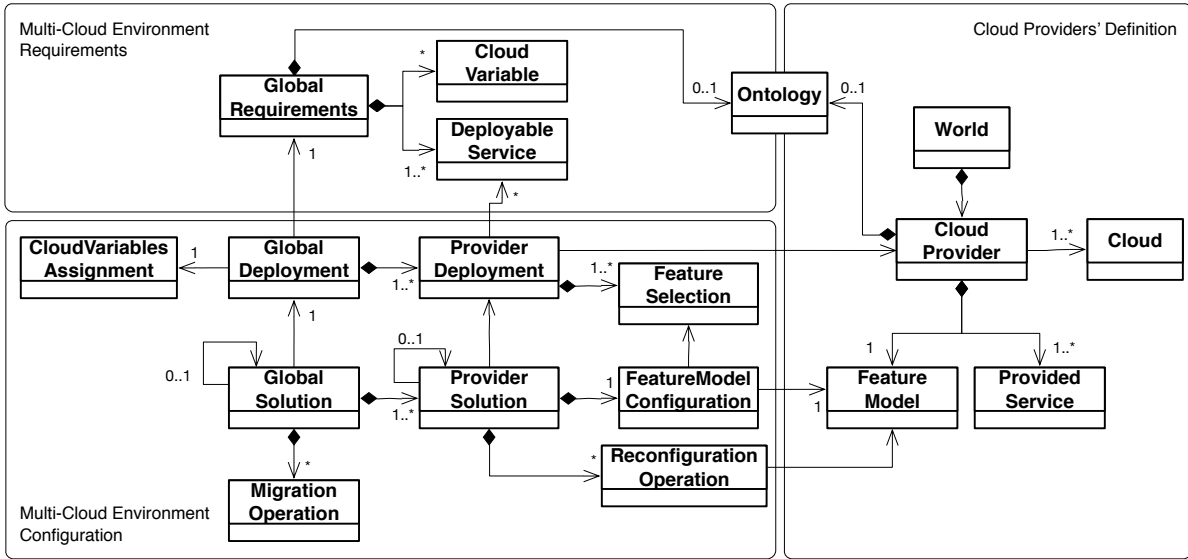 Multi-Cloud Environment
Requirements
Cloud Providers' Definition
*
Cloud
Variable
Global
Requirements
0..1
Ontology
0..1
World
Deployable
Service
1
1..*
*
CloudVariables
Assignment
1
Global
Deployment
1..*
Provider
Deployment
1..*
Feature
Selection
Cloud
Provider
1..*
Cloud
1
0..1
0..1
Global
Solution
1..*
Provider
Solution
1
FeatureModel
Configuration
1
1
Feature
Model
1..*
Provided
Service
*
Migration
Operation
*
Reconfiguration
Operation
Multi-Cloud Environment
Configuration